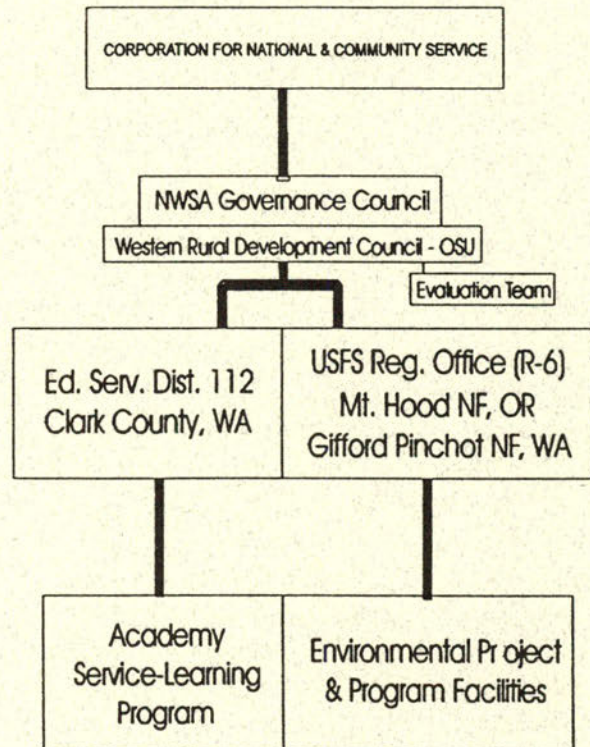 CORPORATION FOR NATIONAL & COMMUNITY SERVICE
NWSA Governance Council
Western Rural Development Council - OSU
Evaluation Team
Ed. Serv. Dist. 112
Clark County, WA
USFS Reg. Office (R-6)
Mt. Hood NF, OR
Gifford Pinchot NF, WA
Academy
Service-Learning
Program
Environmental Project
& Program Facilities